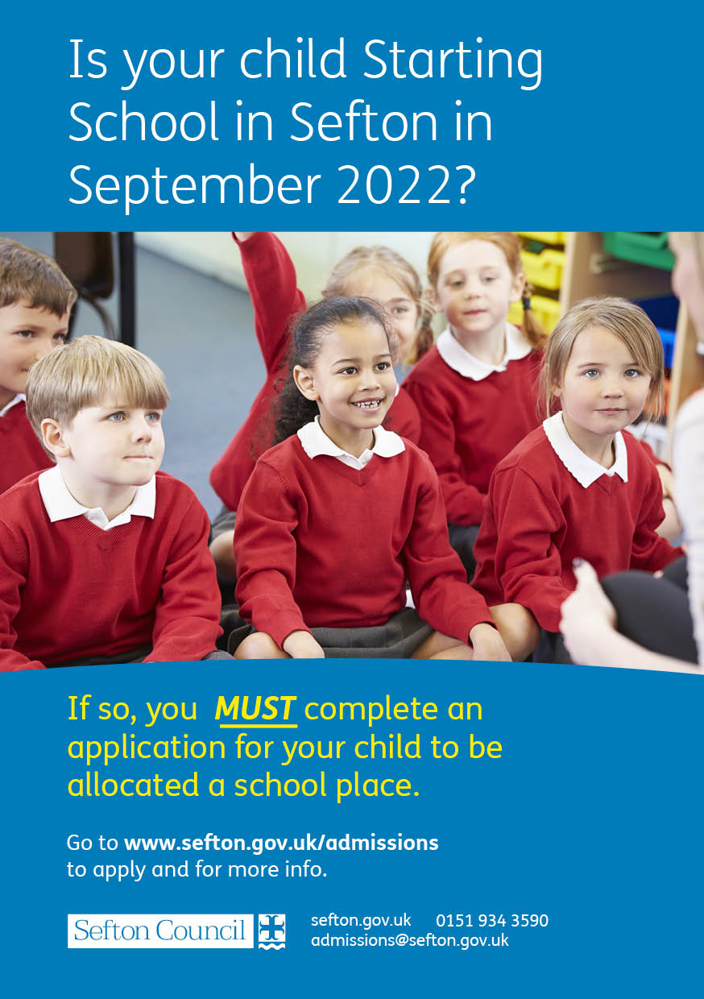 Is your child Starting
School in Sefton in
September 2022?
If so, you MUST complete an
application for your child to be
allocated a school place.
Go to www.sefton.gov.uk/admissions
to apply and for more info.
Sefton Council
sefton.gov.uk 0151 934 3590
admissions@sefton.gov.uk